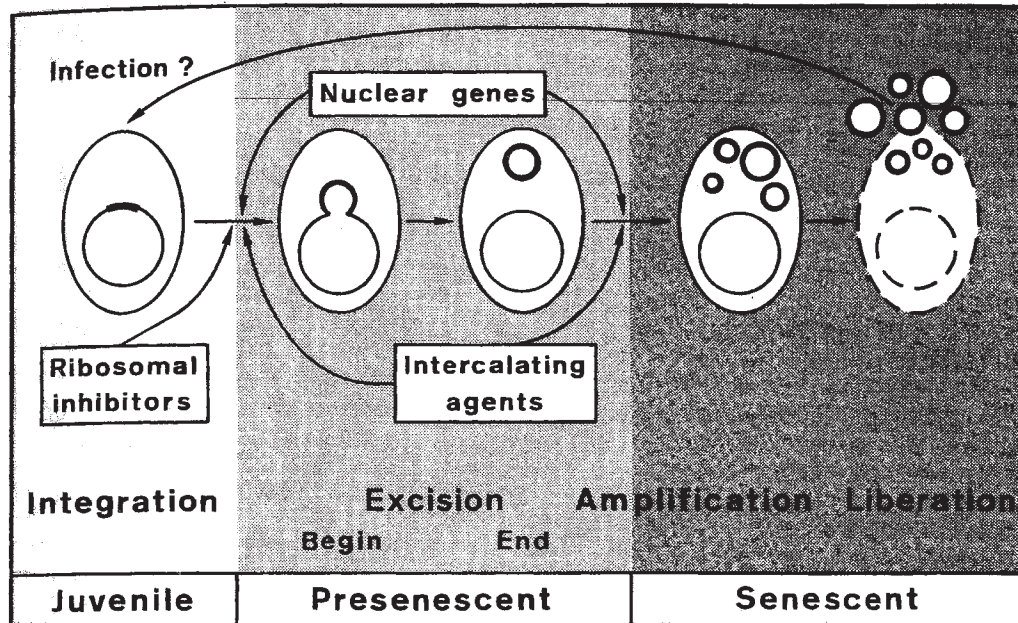 Infection ?
Nuclear genes
Ribosomal
inhibitors
Intercalating
agents
Integration
Excision
Amplification
Liberation
Begin
End
Juvenile
Presenescent
Senescent